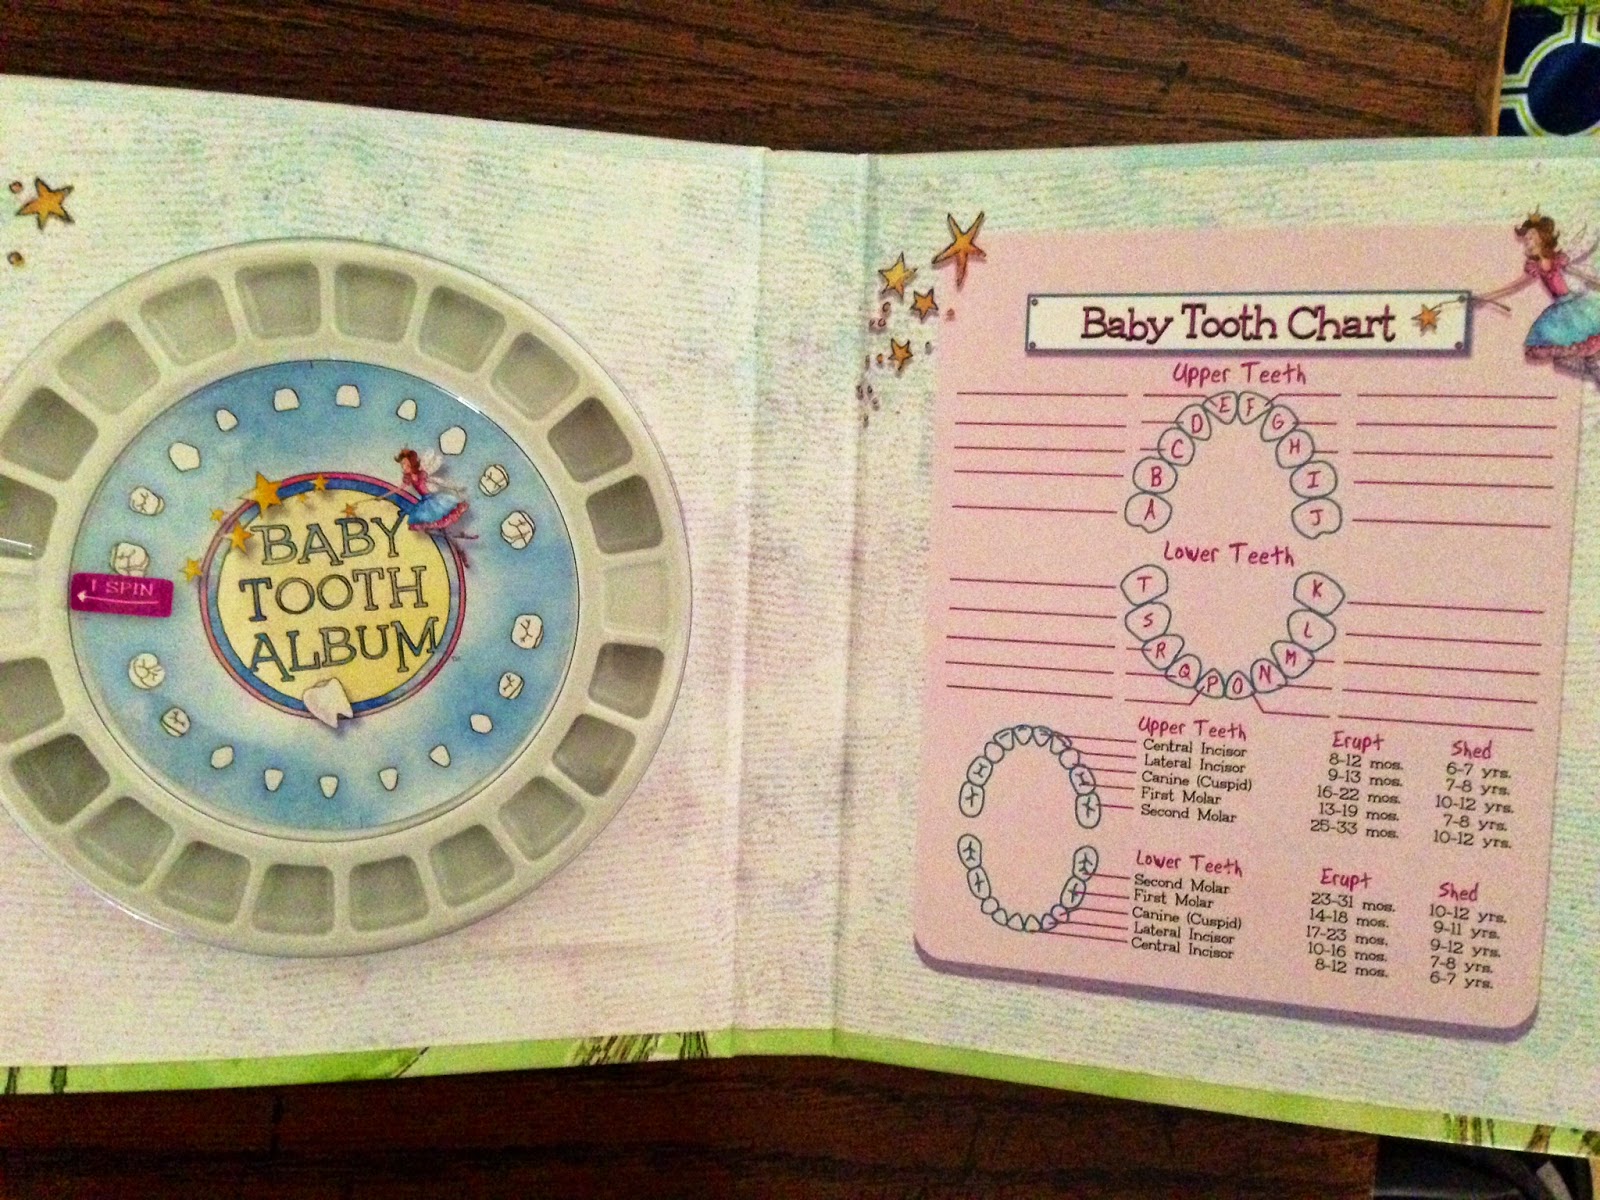 I SPIN
BABY
TOOTH
ALBUM
Baby Tooth Chart
Upper Teeth
A B C D E F G H I J
Lower Teeth
T S R Q P O N M L K
Upper Teeth Erupt Shed
Central Incisor 8-12 mos. 6-7 yrs.
Lateral Incisor 9-13 mos. 7-8 yrs.
Canine (Cuspid) 16-22 mos. 10-12 yrs.
First Molar 13-19 mos. 7-8 yrs.
Second Molar 25-33 mos. 10-12 yrs.
Lower Teeth Erupt Shed
Second Molar 23-31 mos. 10-12 yrs.
First Molar 14-18 mos. 9-11 yrs.
Canine (Cuspid) 17-23 mos. 9-12 yrs.
Lateral Incisor 10-16 mos. 7-8 yrs.
Central Incisor 8-12 mos. 6-7 yrs.